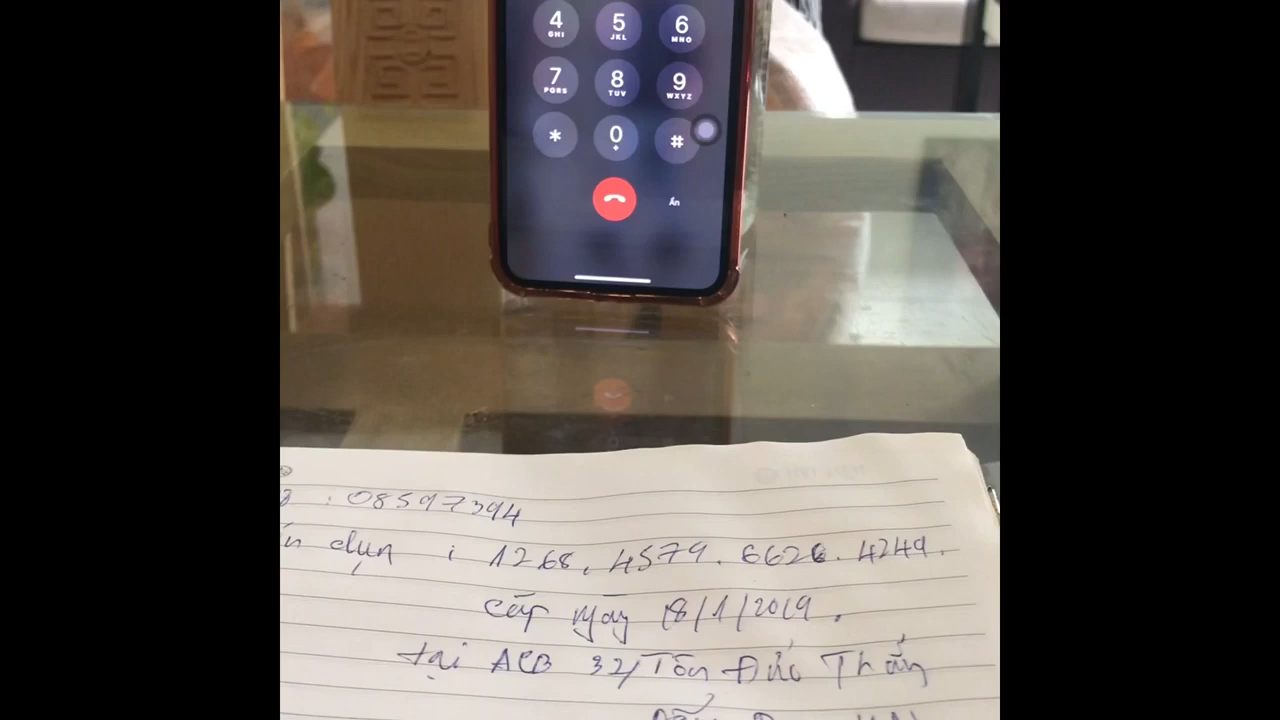 4 5 6
GHI JKL MNO
7 8 9
PQRS TUV WXYZ
* 0 #
+
Ẩn
: 08597394
dụn : 1268. 4579. 6626. 4249.
cấp ngày 18/1/2019.
tại ACB 32/ Tôn Đức Thắng